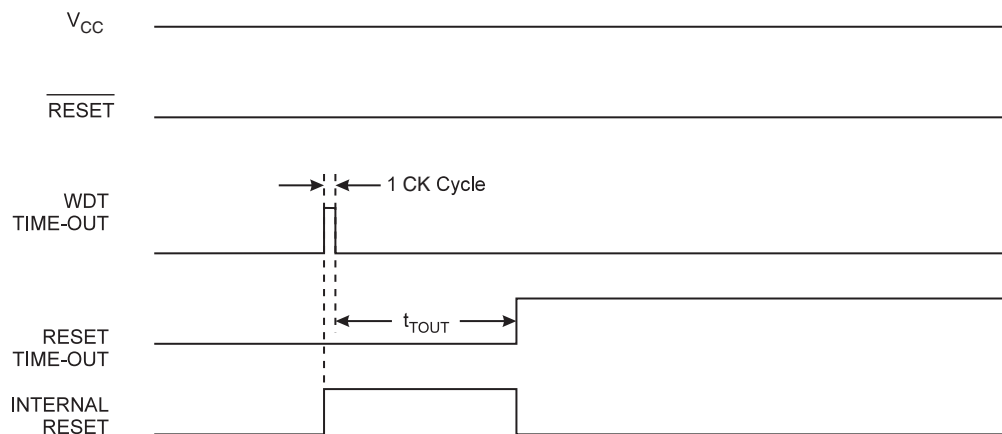 VCC
RESET
1 CK Cycle
WDT
TIME-OUT
tTOUT
RESET
TIME-OUT
INTERNAL
RESET